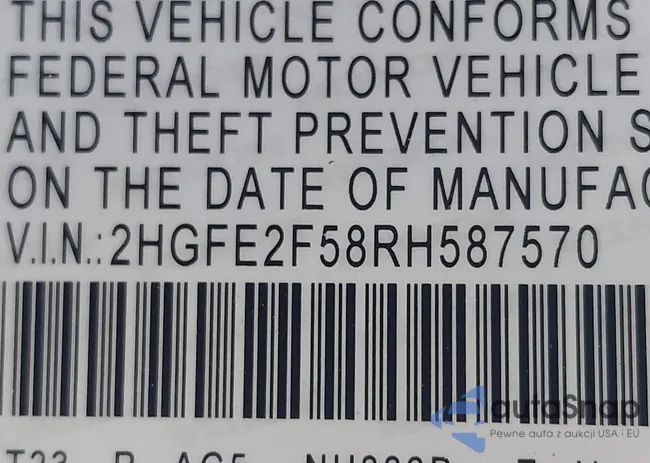 THIS VEHICLE CONFORMS
FEDERAL MOTOR VEHICLE
AND THEFT PREVENTION S
ON THE DATE OF MANUFAC
V.I.N.:2HGFE2F58RH587570
autoSnap
Pewne auta z aukcji USA i EU